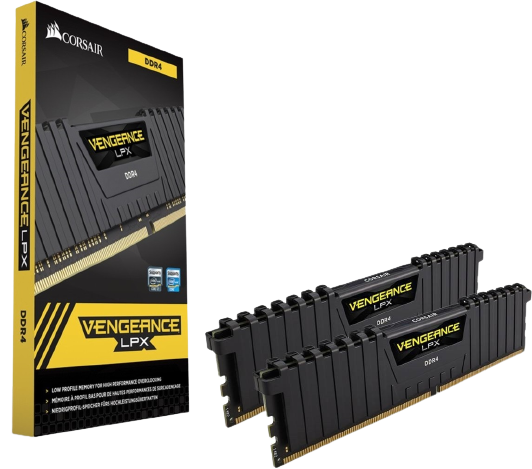 CORSAIR
DDR4
VENGEANCE
LPX
DDR4
VENGEANCE LPX
DDR4
VENGEANCE
LPX
LOW PROFILE MEMORY FOR HIGH PERFORMANCE OVERCLOCKING
MÉMOIRE À PROFIL BAS POUR DE HAUTES PERFORMANCES DE SURCADENÇAGE
NIEDRIGPROFIL-SPEICHER FÜRS HOCHLEISTUNGSÜBERTAKTEN
CORSAIR
VENGEANCE
LPX
DDR4
CORSAIR
VENGEANCE
LPX
DDR4